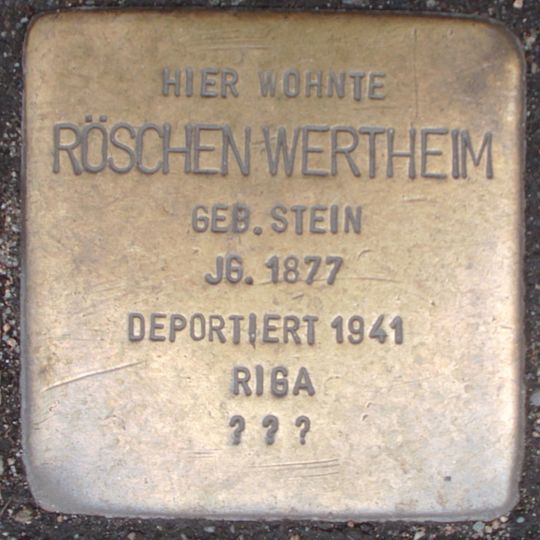 HIER WOHNTE
RÖSCHEN WERTHEIM
GEB. STEIN
JG. 1877
DEPORTIERT 1941
RIGA
? ? ?